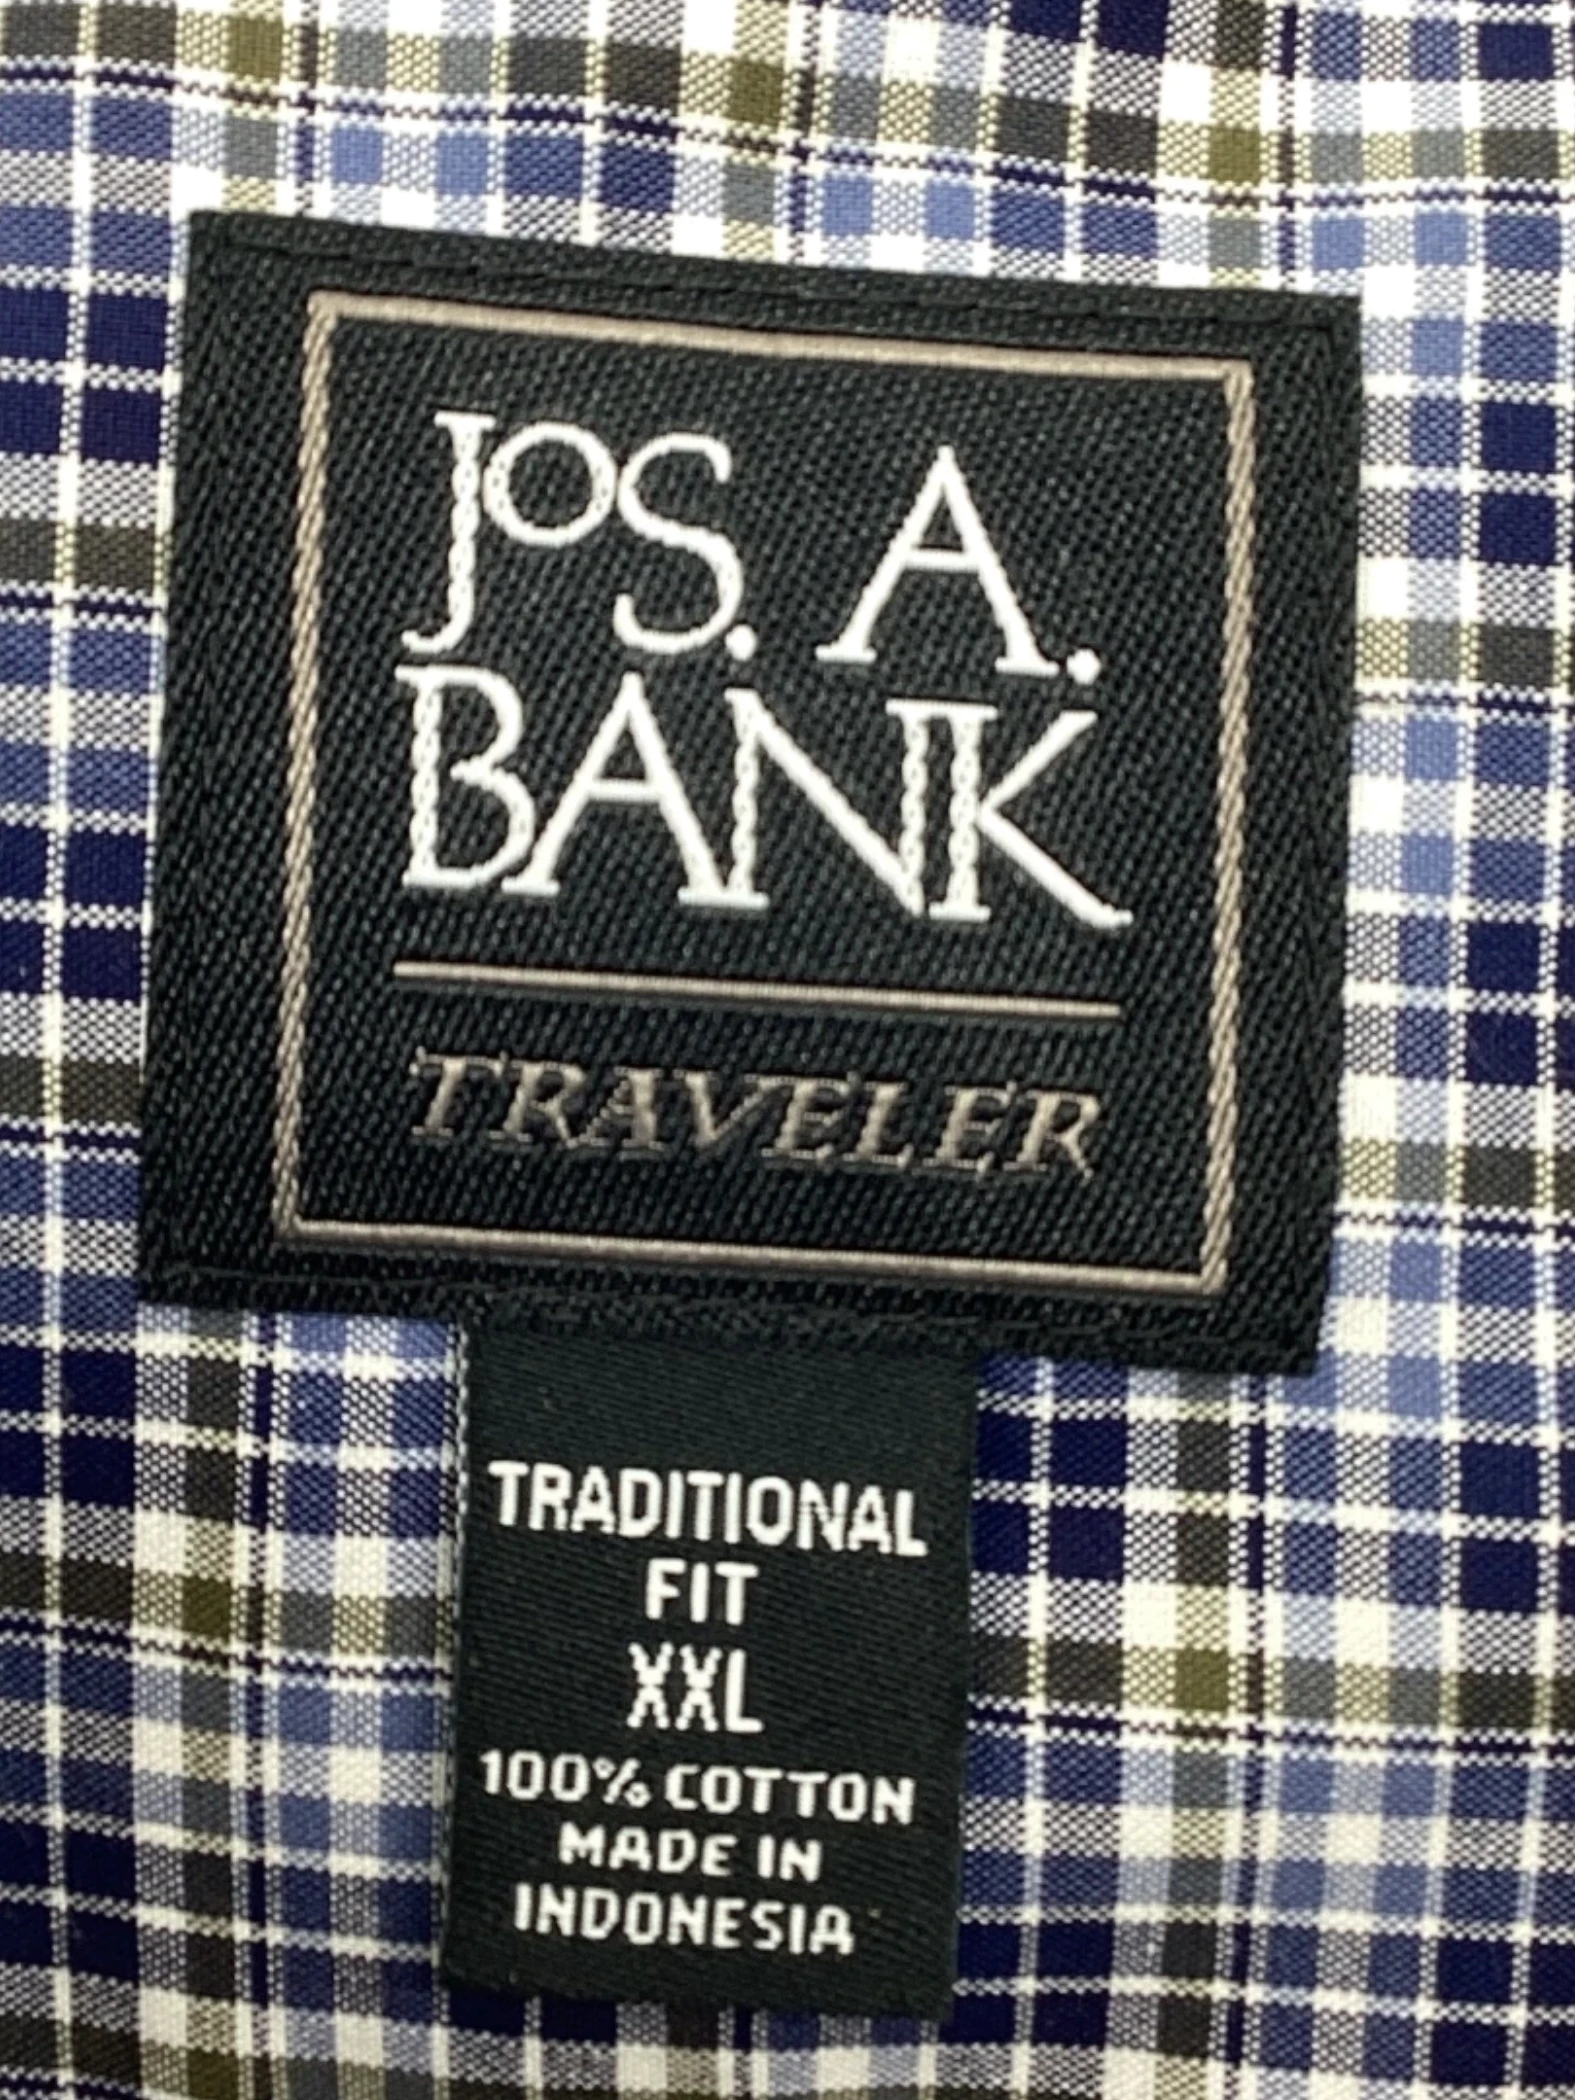 JOS. A.
BANK
TRAVELER
TRADITIONAL
FIT
XXL
100% COTTON
MADE IN
INDONESIA